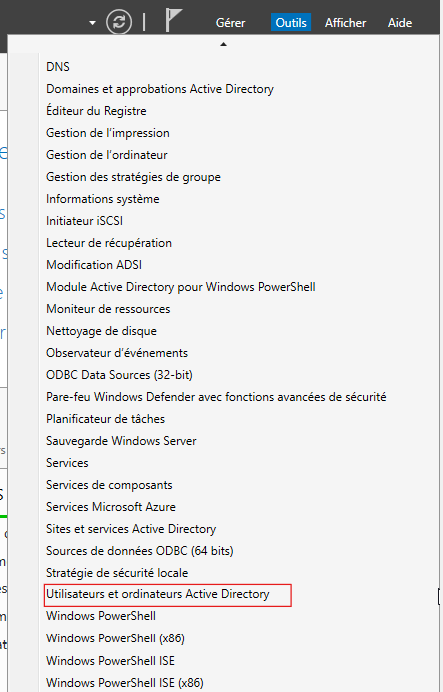 Gérer Outils Afficher Aide
DNS
Domaines et approbations Active Directory
Éditeur du Registre
Gestion de l'impression
Gestion de l'ordinateur
Gestion des stratégies de groupe
Informations système
Initiateur iSCSI
Lecteur de récupération
Modification ADSI
Module Active Directory pour Windows PowerShell
Moniteur de ressources
Nettoyage de disque
Observateur d'événements
ODBC Data Sources (32-bit)
Pare-feu Windows Defender avec fonctions avancées de sécurité
Planificateur de tâches
Sauvegarde Windows Server
Services
Services de composants
Services Microsoft Azure
Sites et services Active Directory
Sources de données ODBC (64 bits)
Stratégie de sécurité locale
Utilisateurs et ordinateurs Active Directory
Windows PowerShell
Windows PowerShell (x86)
Windows PowerShell ISE
Windows PowerShell ISE (x86)